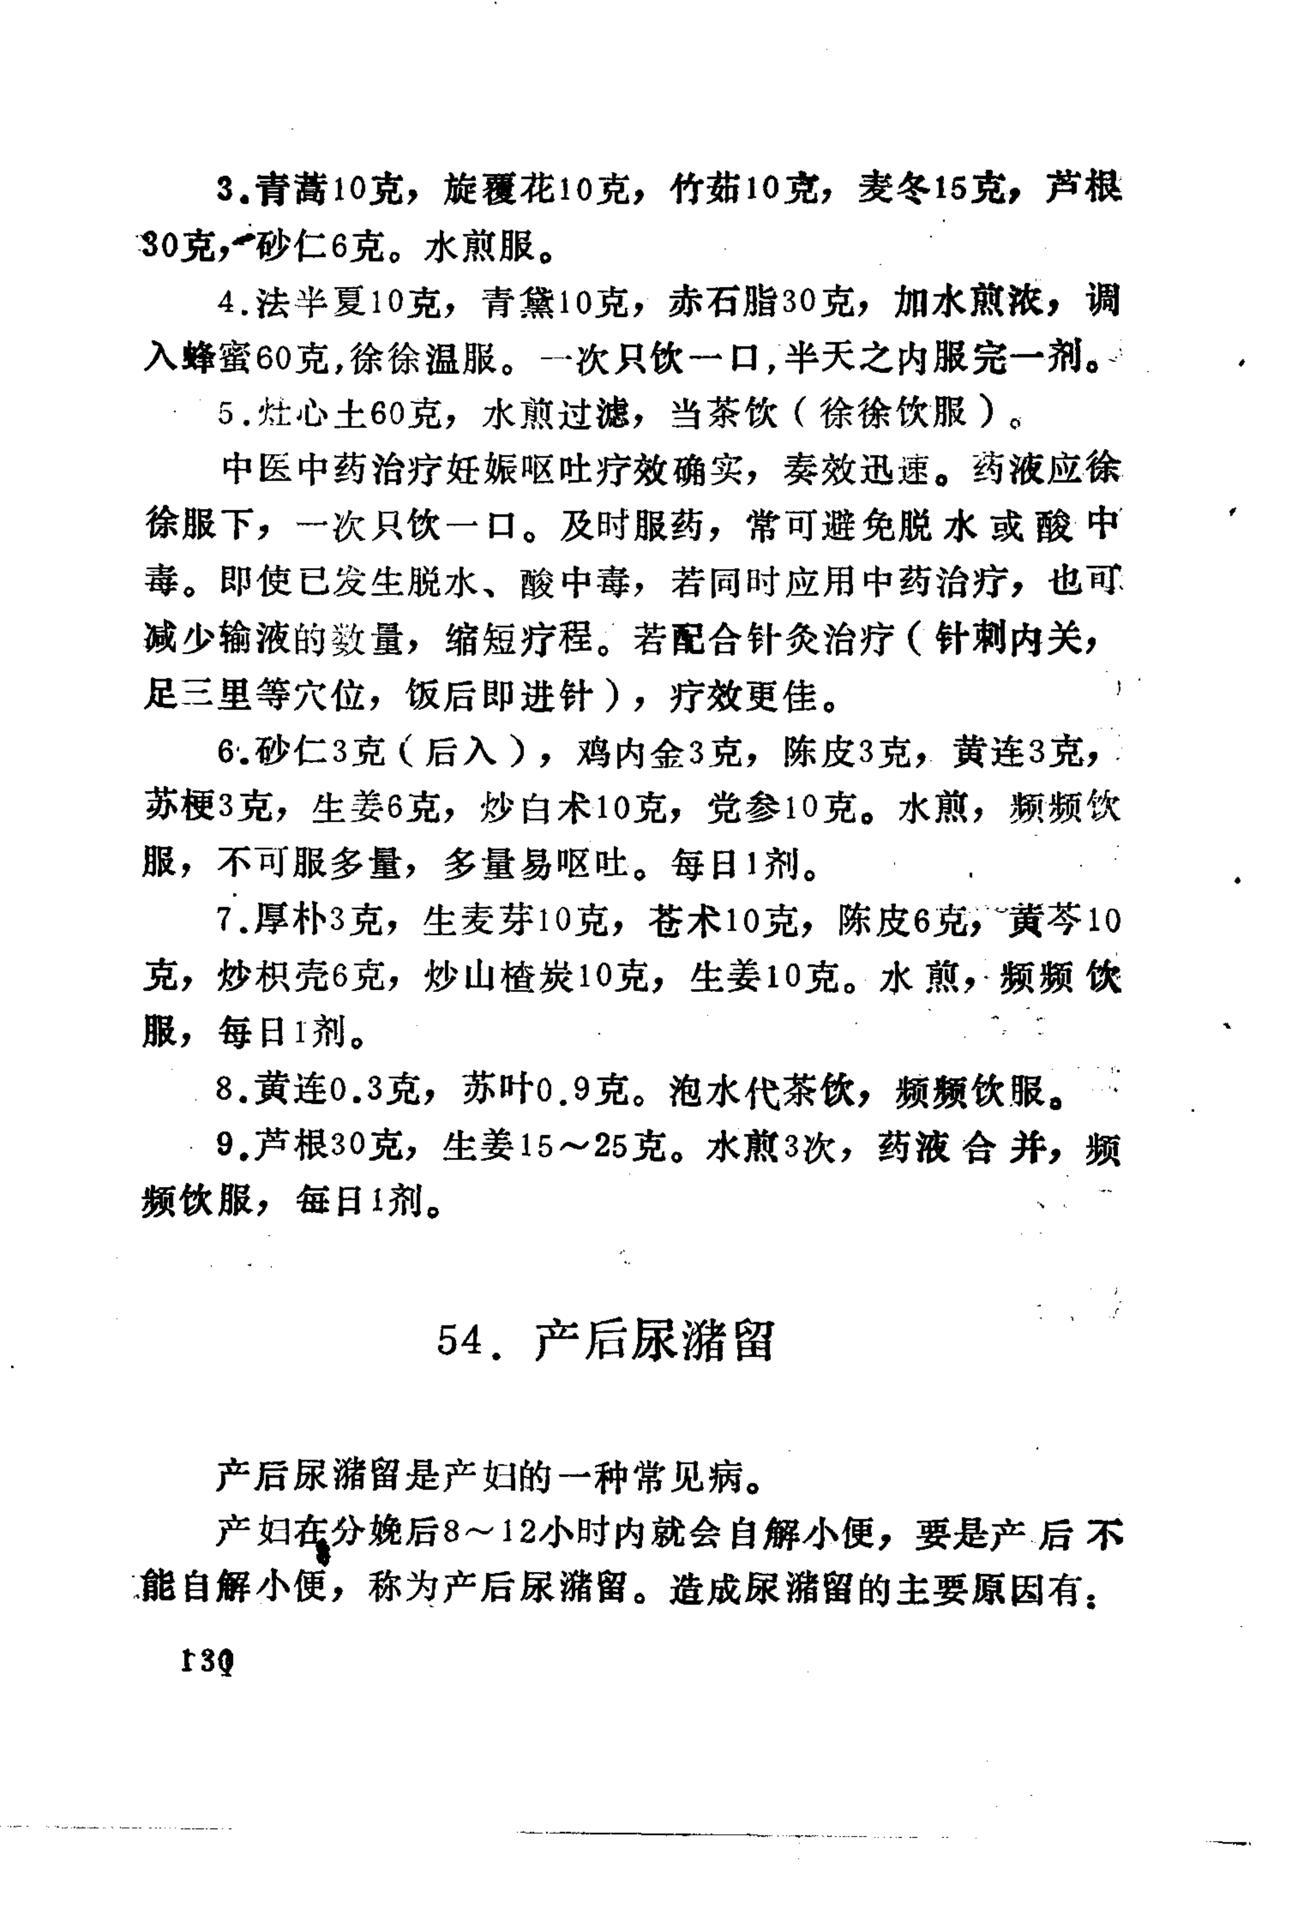 3.青蒿10克，旋覆花10克，竹茹10克，麦冬15克，芦根
30克，砂仁6克。水煎服。
4.法半夏10克，青黛10克，赤石脂30克，加水煎浓，调
入蜂蜜60克,徐徐温服。一次只饮一口,半天之内服完一剂。
5.灶心土60克，水煎过滤，当茶饮（徐徐饮服）。
中医中药治疗妊娠呕吐疗效确实，奏效迅速。药液应徐
徐服下，一次只饮一口。及时服药，常可避免脱水或酸中
毒。即使已发生脱水、酸中毒，若同时应用中药治疗，也可
减少输液的数量，缩短疗程。若配合针灸治疗（针刺内关，
足三里等穴位，饭后即进针），疗效更佳。
6.砂仁3克（后入），鸡内金3克，陈皮3克，黄连3克，
苏梗3克，生姜6克，炒白术10克，党参10克。水煎，频频饮
服，不可服多量，多量易呕吐。每日1剂。
7.厚朴3克，生麦芽10克，苍术10克，陈皮6克，黄芩10
克，炒枳壳6克，炒山楂炭10克，生姜10克。水煎，频频饮
服，每日1剂。
8.黄连0.3克，苏叶0.9克。泡水代茶饮，频频饮服。
9.芦根30克，生姜15～25克。水煎3次，药液合并，频
频饮服，每日1剂。
54．产后尿潴留
产后尿潴留是产妇的一种常见病。
产妇在分娩后8～12小时内就会自解小便，要是产后不
能自解小便，称为产后尿潴留。造成尿潴留的主要原因有：
130